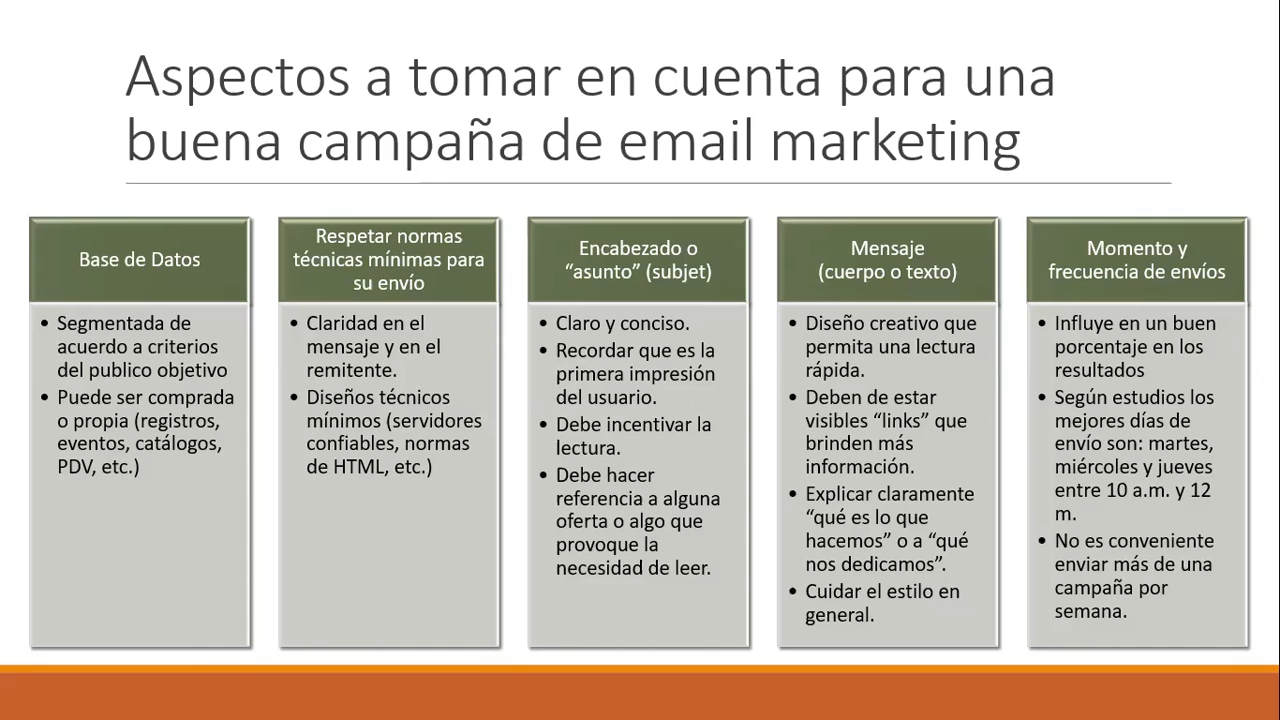 Aspectos a tomar en cuenta para una
buena campaña de email marketing
Base de Datos
• Segmentada de
acuerdo a criterios
del publico objetivo
• Puede ser comprada
o propia (registros,
eventos, catálogos,
PDV, etc.)
Respetar normas
técnicas mínimas para
su envío
• Claridad en el
mensaje y en el
remitente.
• Diseños técnicos
mínimos (servidores
confiables, normas
de HTML, etc.)
Encabezado o
“asunto” (subjet)
• Claro y conciso.
• Recordar que es la
primera impresión
del usuario.
• Debe incentivar la
lectura.
• Debe hacer
referencia a alguna
oferta o algo que
provoque la
necesidad de leer.
Mensaje
(cuerpo o texto)
• Diseño creativo que
permita una lectura
rápida.
• Deben de estar
visibles “links” que
brinden más
información.
• Explicar claramente
“qué es lo que
hacemos” o a “qué
nos dedicamos”.
• Cuidar el estilo en
general.
Momento y
frecuencia de envíos
• Influye en un buen
porcentaje en los
resultados
• Según estudios los
mejores días de
envío son: martes,
miércoles y jueves
entre 10 a.m. y 12
m.
• No es conveniente
enviar más de una
campaña por
semana.